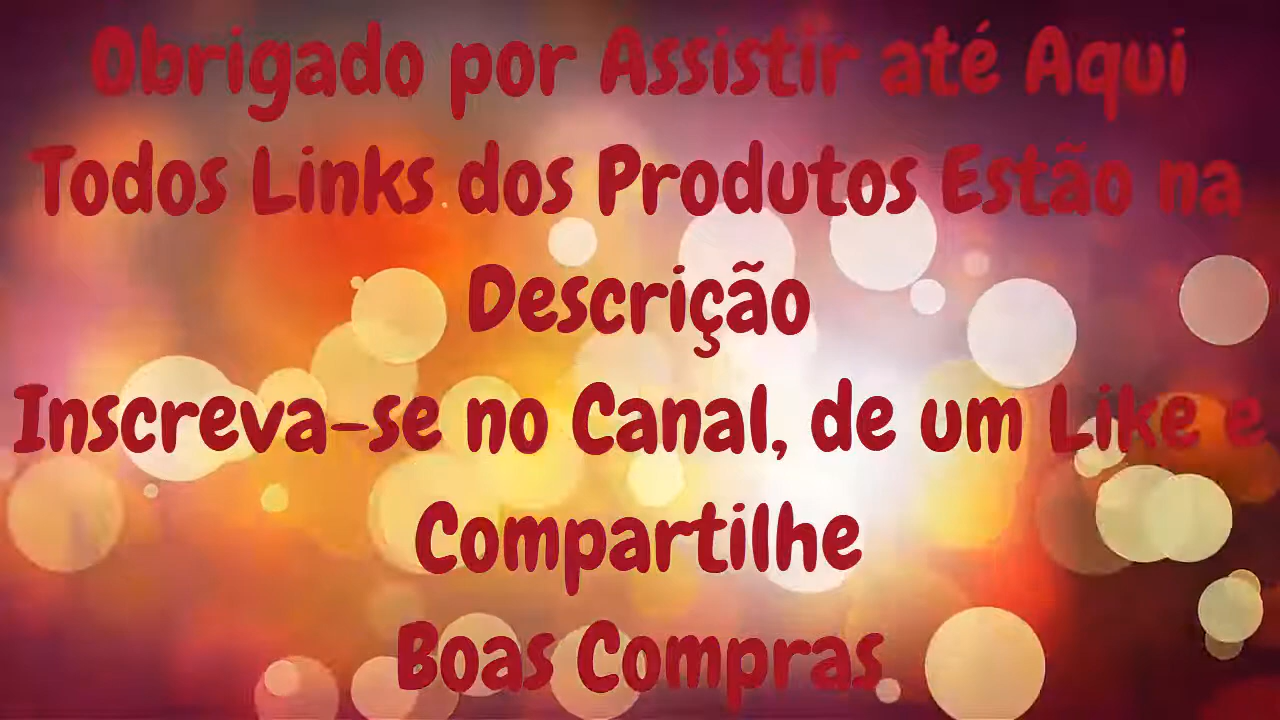 Obrigado por Assistir até Aqui
Todos Links dos Produtos Estão na
Descrição
Inscreva-se no Canal, de um Like e
Compartilhe
Boas Compras